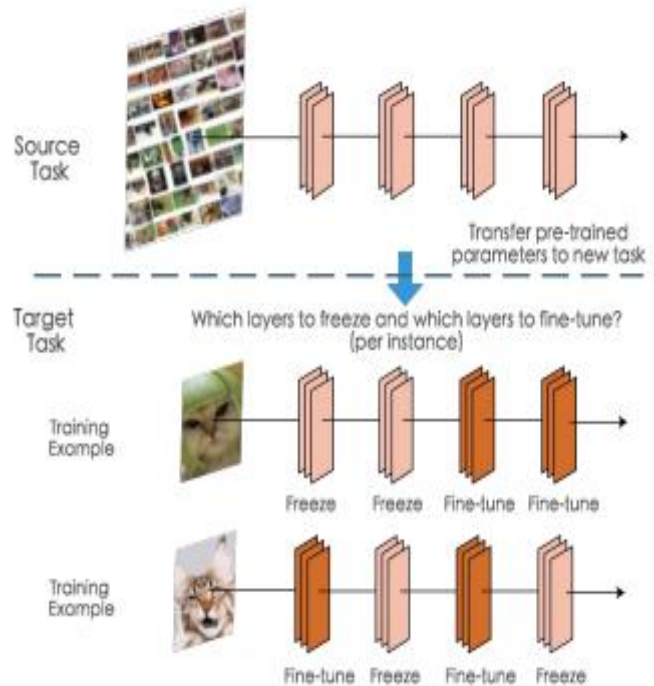 Source
Task
Transfer pre-trained
parameters to new task
Target
Task
Which layers to freeze and which layers to fine-tune?
(per instance)
Training
Example
Freeze Freeze Fine-tune Fine-tune
Training
Example
Fine-tune Freeze Fine-tune Freeze